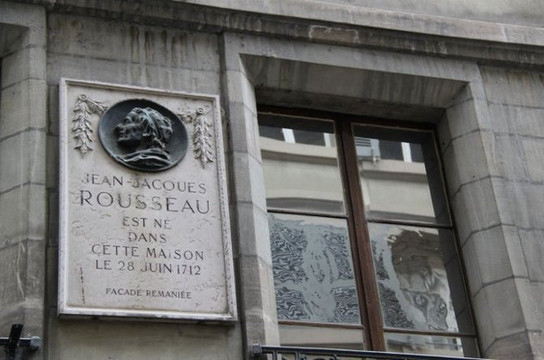 JEAN-JACQUES
ROUSSEAU
EST NÉ
DANS
CETTE MAISON
LE 28 JUIN 1712
FAÇADE REMANIÉE